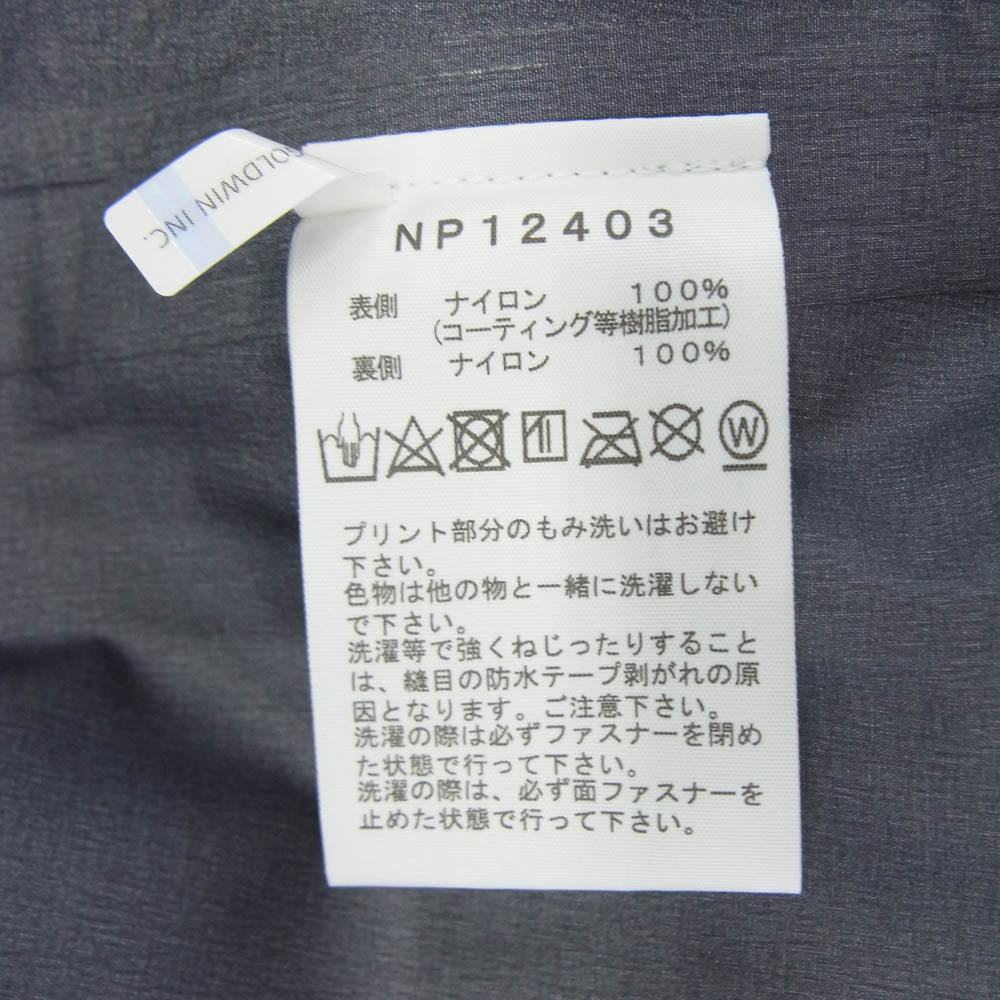 GOLDWIN INC.
NP12403
表側 ナイロン 100%
(コーティング等樹脂加工)
裏側 ナイロン 100%
W
プリント部分のもみ洗いはお避け
下さい。
色物は他の物と一緒に洗濯しない
で下さい。
洗濯等で強くねじったりすること
は、縫目の防水テープ剥がれの原
因となります。ご注意下さい。
洗濯の際は必ずファスナーを閉め
た状態で行って下さい。
洗濯の際は、必ず面ファスナーを
止めた状態で行って下さい。